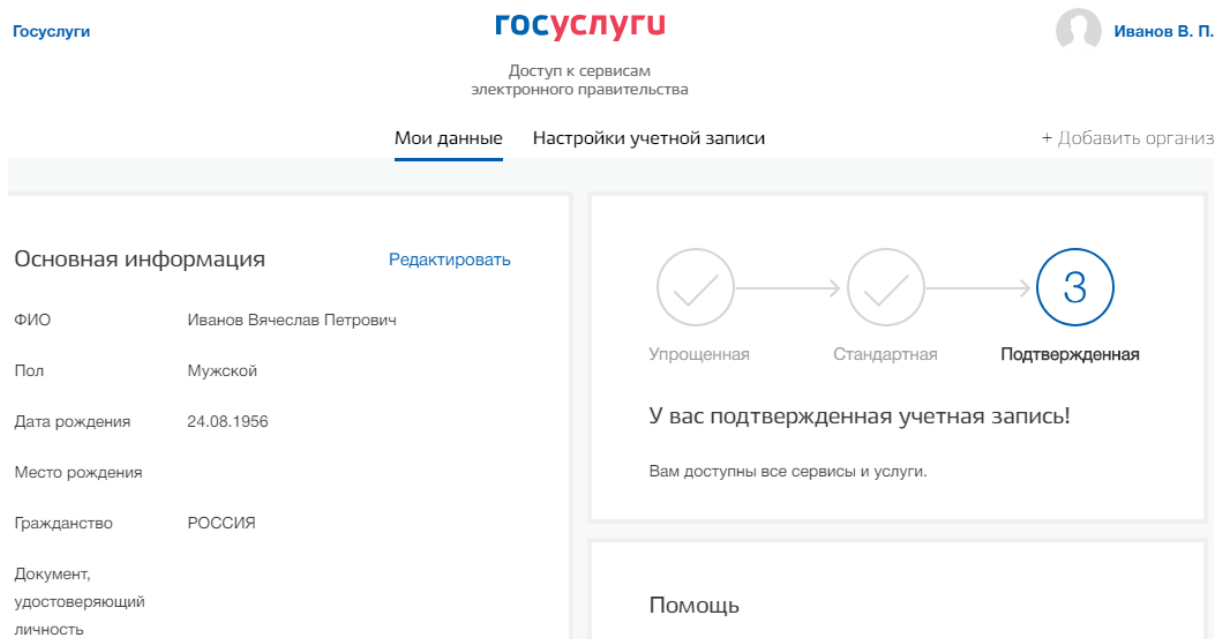 Госуслуги
госуслуги
Иванов В. П.
Доступ к сервисам
электронного правительства
Мои данные
Настройки учетной записи
+ Добавить организ
Основная информация
Редактировать
ФИО
Иванов Вячеслав Петрович
Пол
Мужской
Дата рождения
24.08.1956
Место рождения
Гражданство
РОССИЯ
Документ,
удостоверяющий
личность
3
Упрощенная
Стандартная
Подтвержденная
У вас подтвержденная учетная запись!
Вам доступны все сервисы и услуги.
Помощь